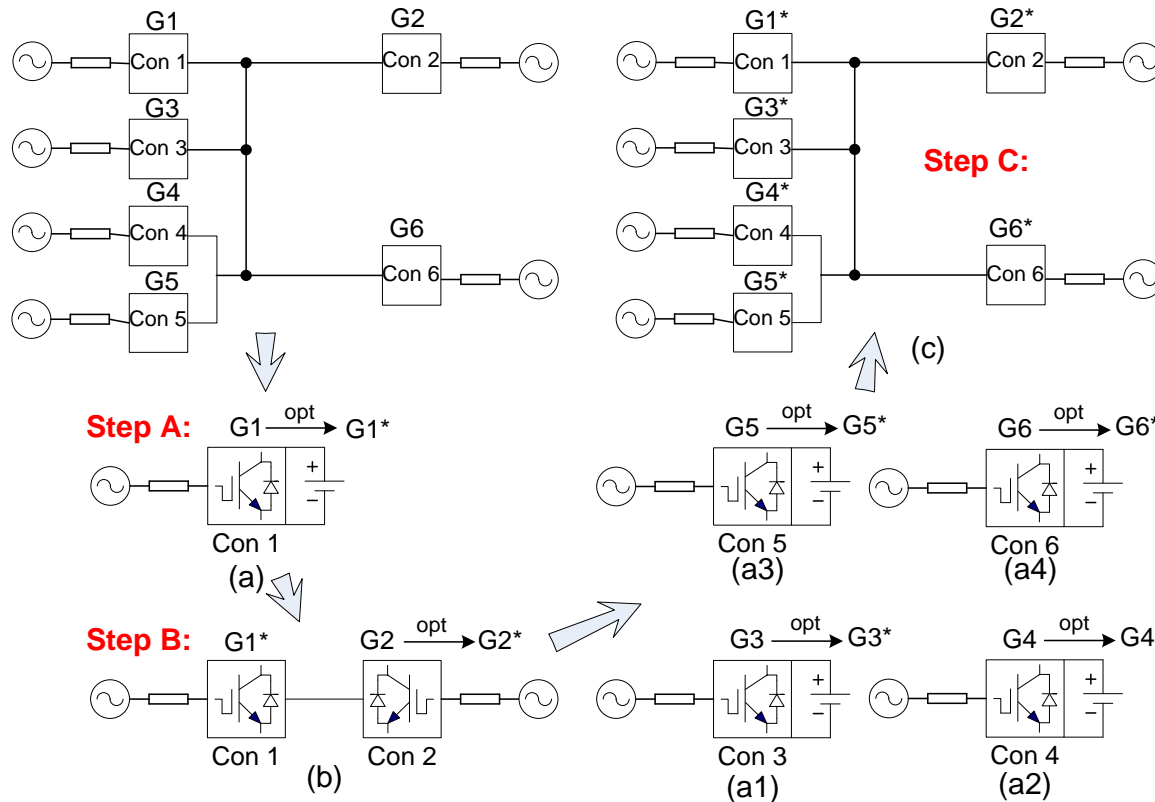 G1
Con 1
G2
Con 2
G3
Con 3
G4
Con 4
G5
Con 5
G6
Con 6
G1*
Con 1
G2*
Con 2
G3*
Con 3
Step C:
G4*
Con 4
G5*
Con 5
G6*
Con 6
(c)
Step A:
G1 opt G1*
+
−
Con 1
(a)
G5 opt G5*
+
−
Con 5
(a3)
G6 opt G6*
+
−
Con 6
(a4)
Step B:
G1*
G2 opt G2*
Con 1
Con 2
(b)
G3 opt G3*
+
−
Con 3
(a1)
G4 opt G4
+
−
Con 4
(a2)